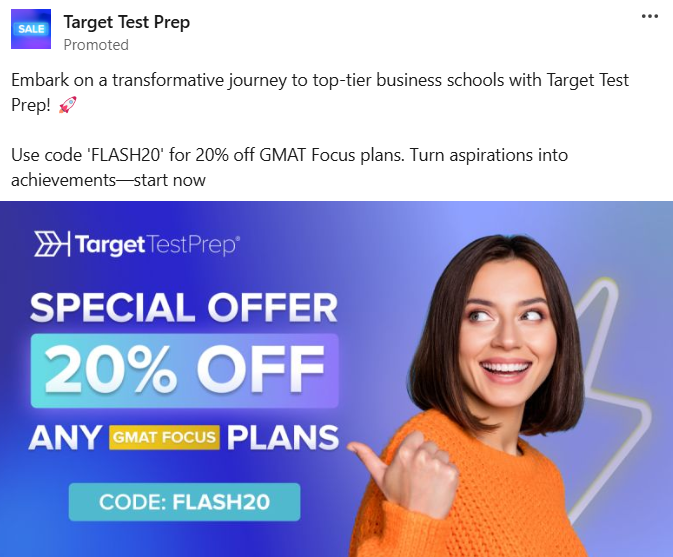 SALE
Target Test Prep
Promoted
Embark on a transformative journey to top-tier business schools with Target Test
Prep! 🚀
Use code 'FLASH20' for 20% off GMAT Focus plans. Turn aspirations into
achievements—start now
TargetTestPrep®
SPECIAL OFFER
20% OFF
ANY GMAT FOCUS PLANS
CODE: FLASH20